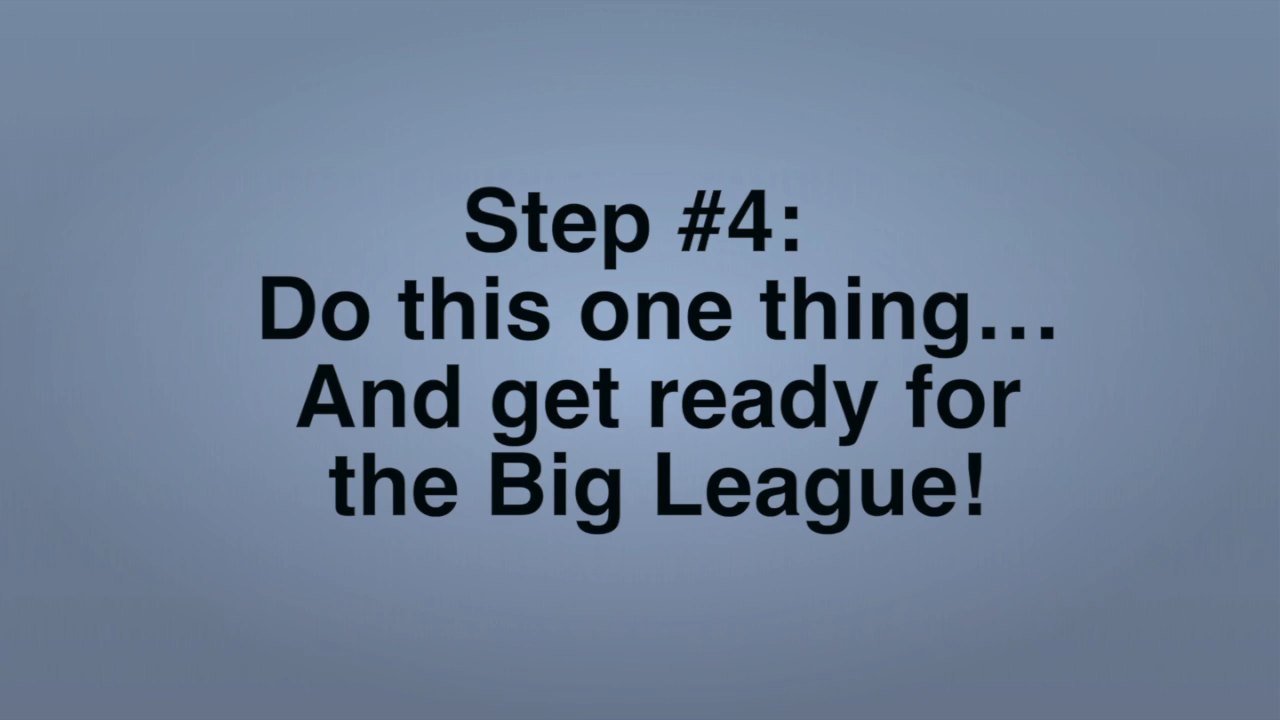 Step #4:
Do this one thing…
And get ready for
the Big League!